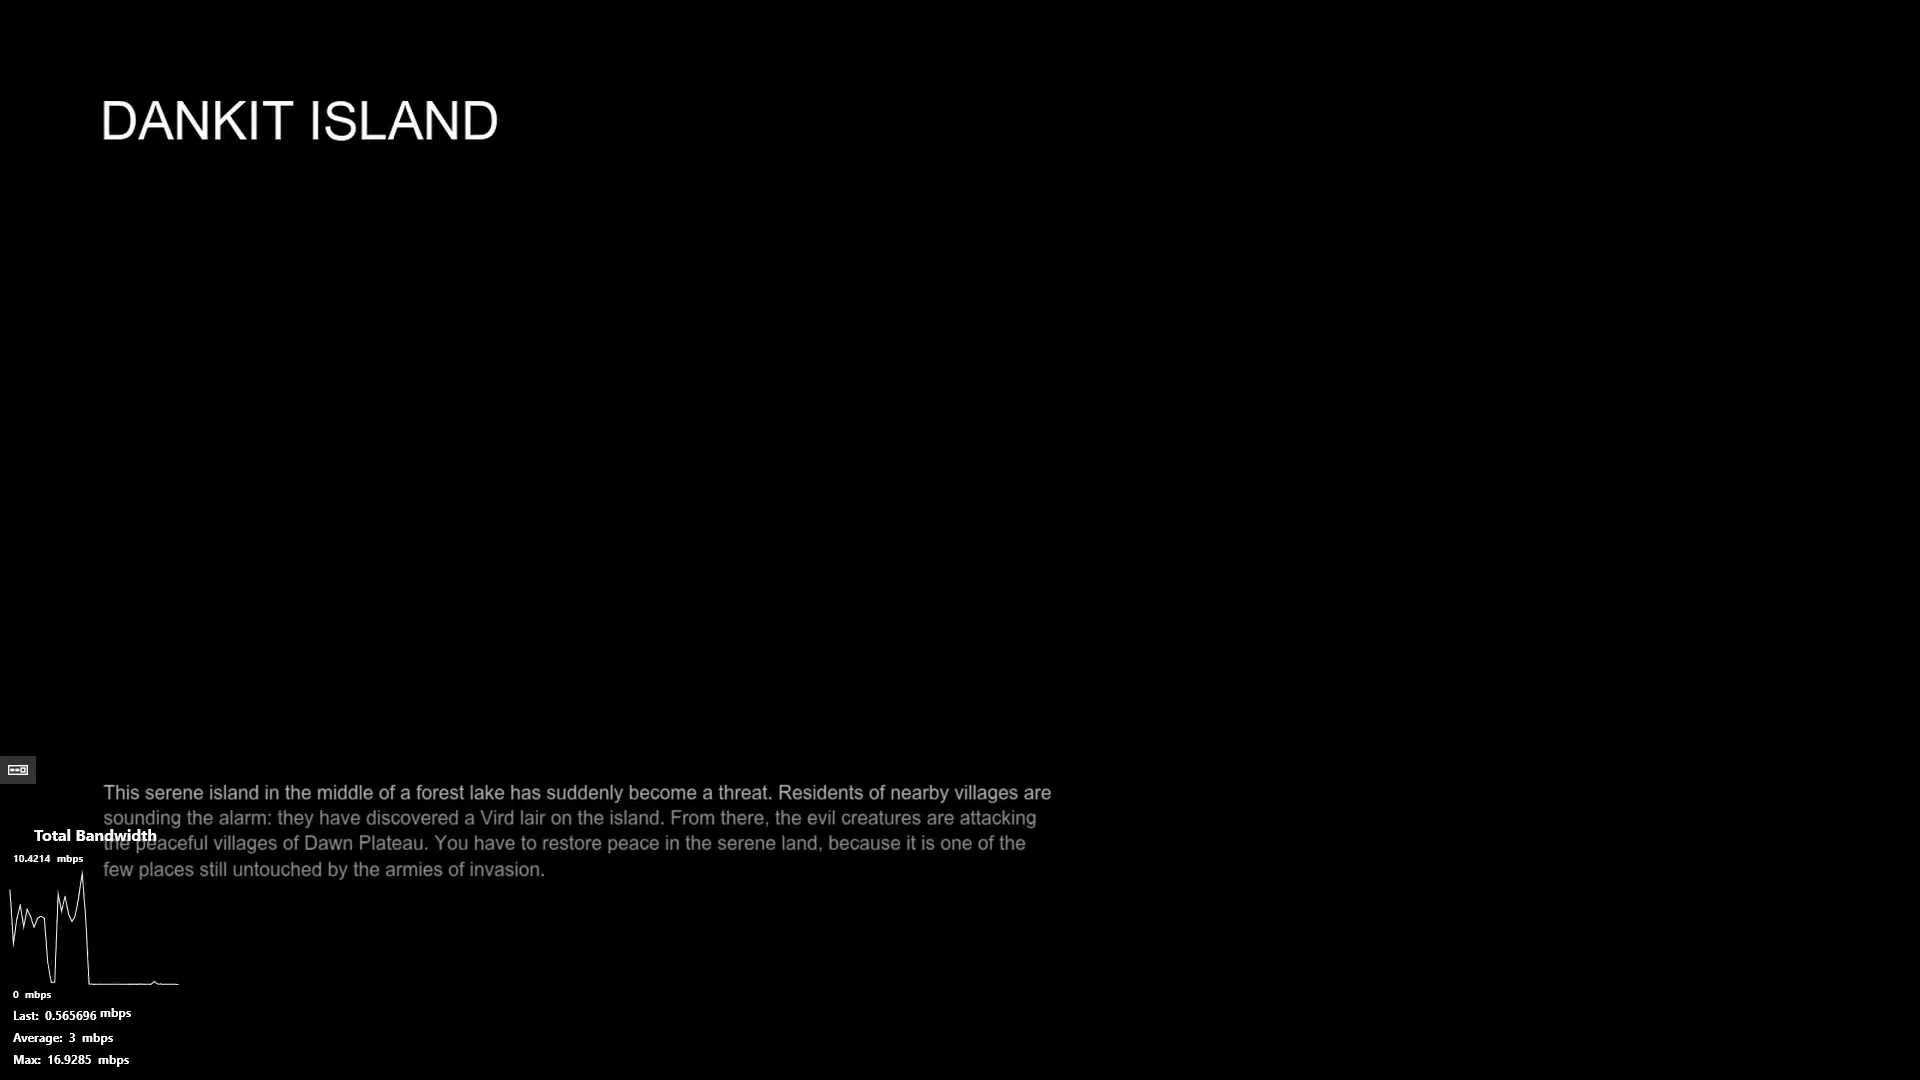 DANKIT ISLAND
This serene island in the middle of a forest lake has suddenly become a threat. Residents of nearby villages are
sounding the alarm: they have discovered a Vird lair on the island. From there, the evil creatures are attacking
the peaceful villages of Dawn Plateau. You have to restore peace in the serene land, because it is one of the
few places still untouched by the armies of invasion.
Total Bandwidth
10.4214 mbps
0 mbps
Last: 0.565696 mbps
Average: 3 mbps
Max: 16.9285 mbps